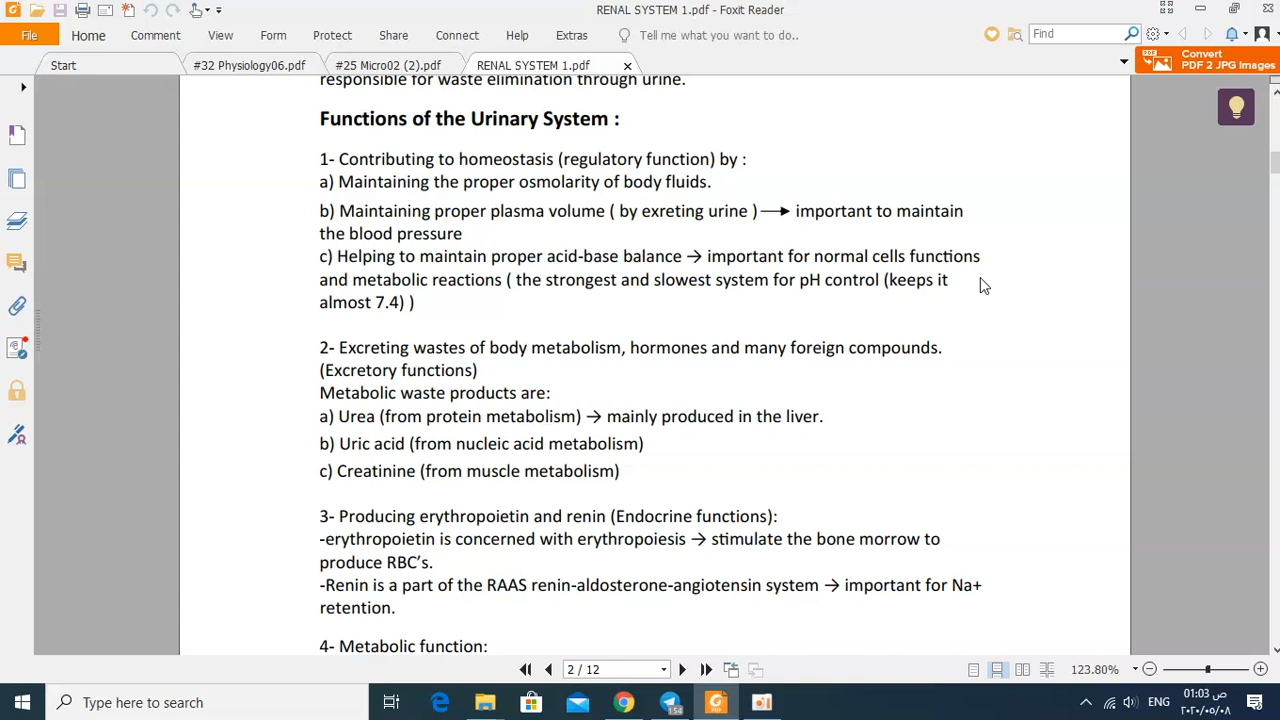 RENAL SYSTEM 1.pdf - Foxit Reader
File Home Comment View Form Protect Share Connect Help Extras Tell me what you want to do.. Find
Start #32 Physiology06.pdf #25 Micro02 (2).pdf RENAL SYSTEM 1.pdf
Convert
PDF 2 JPG Images
responsible for waste elimination through urine.
Functions of the Urinary System :
1- Contributing to homeostasis (regulatory function) by :
a) Maintaining the proper osmolarity of body fluids.
b) Maintaining proper plasma volume ( by exreting urine ) → important to maintain
the blood pressure
c) Helping to maintain proper acid-base balance → important for normal cells functions
and metabolic reactions ( the strongest and slowest system for pH control (keeps it
almost 7.4) )
2- Excreting wastes of body metabolism, hormones and many foreign compounds.
(Excretory functions)
Metabolic waste products are:
a) Urea (from protein metabolism) → mainly produced in the liver.
b) Uric acid (from nucleic acid metabolism)
c) Creatinine (from muscle metabolism)
3- Producing erythropoietin and renin (Endocrine functions):
-erythropoietin is concerned with erythropoiesis → stimulate the bone morrow to
produce RBC's.
-Renin is a part of the RAAS renin-aldosterone-angiotensin system → important for Na+
retention.
4- Metabolic function:
2 / 12 123.80%
Type here to search
154
ENG
01:03 ص
٢٠٢٠/٠٥/٠٨